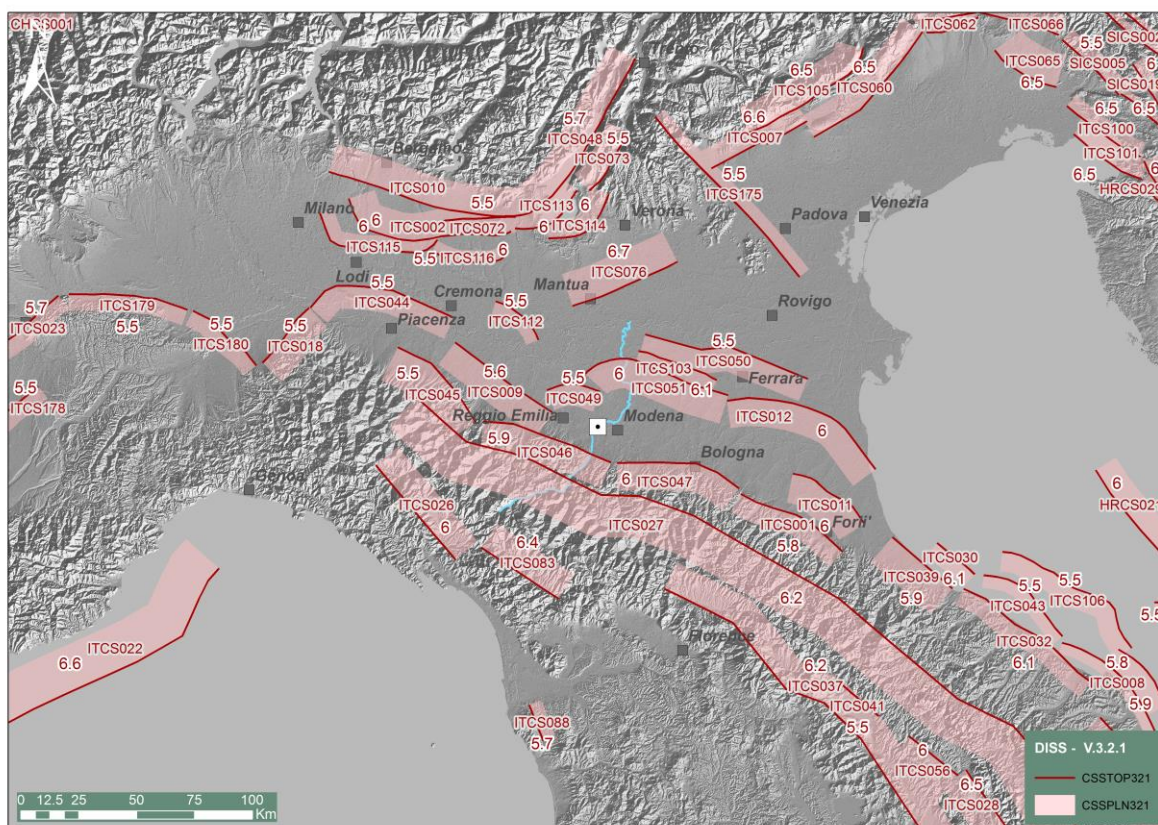 CHCS001
ITCS062
ITCS066
SICS002
5.5
SICS005
ITCS065
6.5
SICS019
6.5
6.5
6.5
ITCS105
ITCS060
6.6
ITCS007
6.5
ITCS100
ITCS101
6.5
HRCS029
5.7
ITCS048
5.5
ITCS073
Bergamo
ITCS010
5.5
ITCS113
5.5
ITCS175
Milano
6
ITCS002
ITCS072
6
6
ITCS114
Verona
Padova
Venezia
ITCS115
5.5
ITCS116
6
6.7
ITCS076
Lodi
5.5
ITCS044
Cremona
5.5
ITCS112
Mantua
Rovigo
5.7
ITCS023
ITCS179
5.5
5.5
ITCS180
5.5
ITCS018
Piacenza
5.5
ITCS178
5.5
ITCS045
5.6
ITCS009
5.5
ITCS049
6
ITCS103
ITCS051
6.1
5.5
ITCS050
Ferrara
ITCS012
6
Reggio Emilia
Modena
5.9
ITCS046
Bologna
6
ITCS047
Genoa
ITCS026
6
ITCS011
6
Forli'
ITCS001
5.8
ITCS027
6
HRCS021
6.4
ITCS083
ITCS030
6.1
ITCS039
5.9
5.5
ITCS043
5.5
ITCS106
5.5
6.2
ITCS032
6.1
5.8
ITCS008
5.9
ITCS022
6.6
Florence
6.2
ITCS037
ITCS041
5.5
ITCS088
5.7
6
ITCS056
6.5
ITCS028
DISS - V.3.2.1
CSSTOP321
CSSPLN321
0 12.5 25 50 75 100
Km